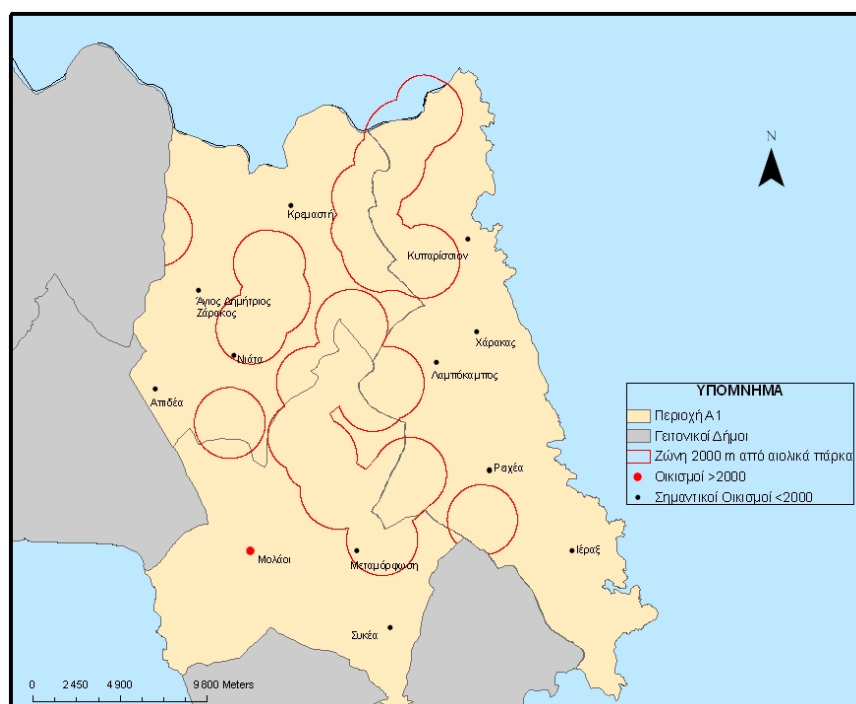 N
Κρεμαστή
Κυπαρίσσιον
Άγιος Δημήτριος
Ζάρακος
Χάρακας
Νιάτα
Λαμπόκαμπος
Απιδέα
ΥΠΟΜΝΗΜΑ
Περιοχή Α1
Γειτονικοί Δήμοι
Ζώνη 2000 m από αιολικά πάρκα
Οικισμοί >2000
Σημαντικοί Οικισμοί <2000
Ρειχέα
Μολάοι
Μεταμόρφωση
Ιέραξ
Συκέα
0 2 450 4 900 9 800 Meters